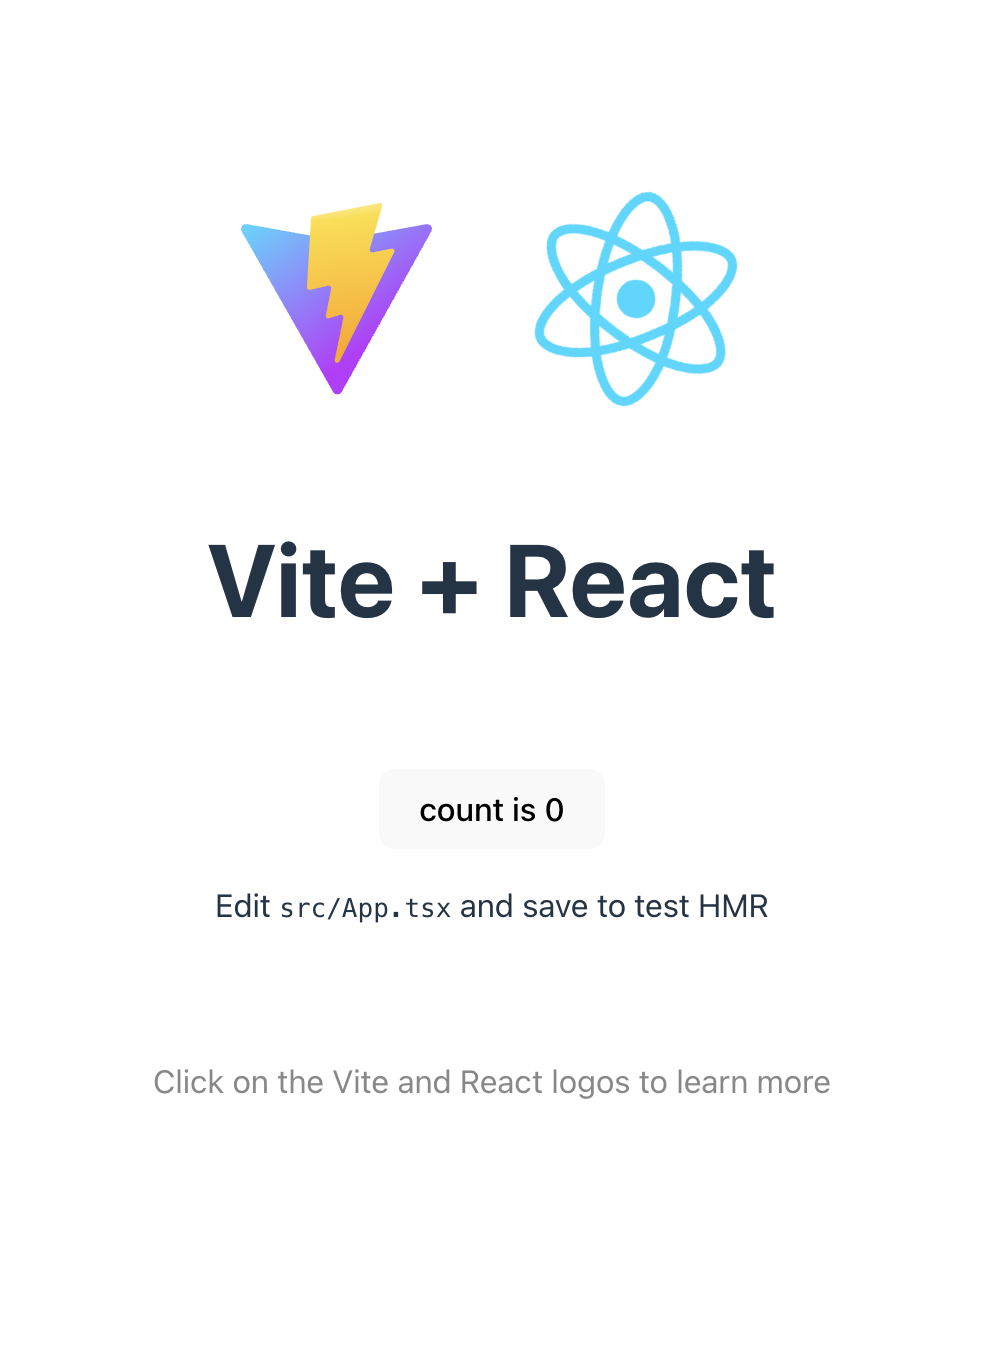 Vite + React
count is 0
Edit src/App.tsx and save to test HMR
Click on the Vite and React logos to learn more